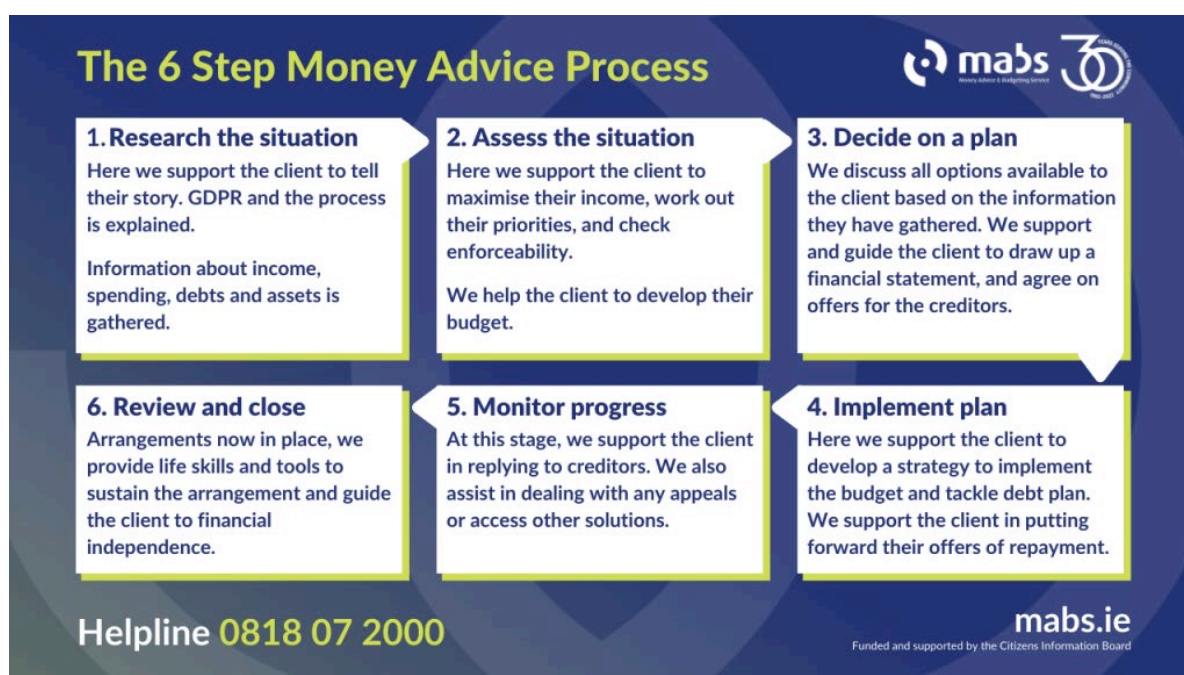 The 6 Step Money Advice Process
mabs
Money Advice & Budgeting Service
30
YEARS SERVING THE COMMUNITY
1992-2022
1. Research the situation
Here we support the client to tell
their story. GDPR and the process
is explained.
Information about income,
spending, debts and assets is
gathered.
2. Assess the situation
Here we support the client to
maximise their income, work out
their priorities, and check
enforceability.
We help the client to develop their
budget.
3. Decide on a plan
We discuss all options available to
the client based on the information
they have gathered. We support
and guide the client to draw up a
financial statement, and agree on
offers for the creditors.
4. Implement plan
Here we support the client to
develop a strategy to implement
the budget and tackle debt plan.
We support the client in putting
forward their offers of repayment.
5. Monitor progress
At this stage, we support the client
in replying to creditors. We also
assist in dealing with any appeals
or access other solutions.
6. Review and close
Arrangements now in place, we
provide life skills and tools to
sustain the arrangement and guide
the client to financial
independence.
Helpline 0818 07 2000
mabs.ie
Funded and supported by the Citizens Information Board